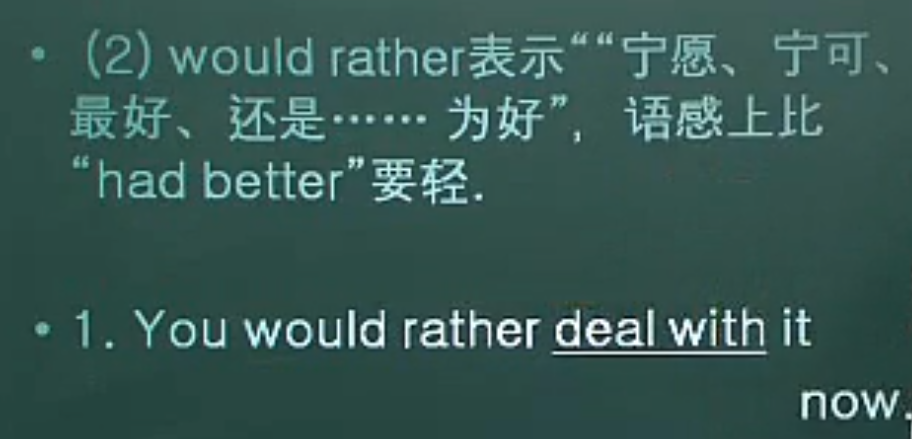 • (2) would rather表示““宁愿、宁可、
最好、还是…… 为好”，语感上比
“had better”要轻.
• 1. You would rather deal with it
now.